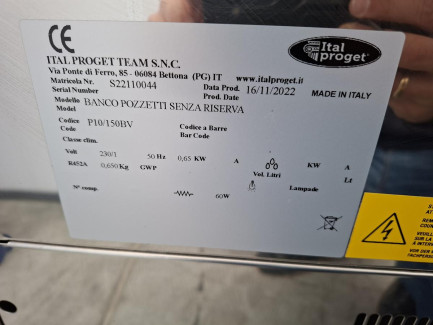 CE
Ital
proget®
ITAL PROGET TEAM S.N.C.
Via Ponte di Ferro, 85 - 06084 Bettona (PG) IT www.italproget.it
Matricola Nr. S22110044 Data Prod. 16/11/2022 MADE IN ITALY
Serial Number Prod. Date
Modello BANCO POZZETTI SENZA RISERVA
Model
Codice P10/150BV Codice a Barre
Code Bar Code
Classe clim.
Volt 230/1 50 Hz 0,65 KW A KW A
R452A 0,650 Kg GWP Vol. Litri Lt
N° comp. 60W Lampade